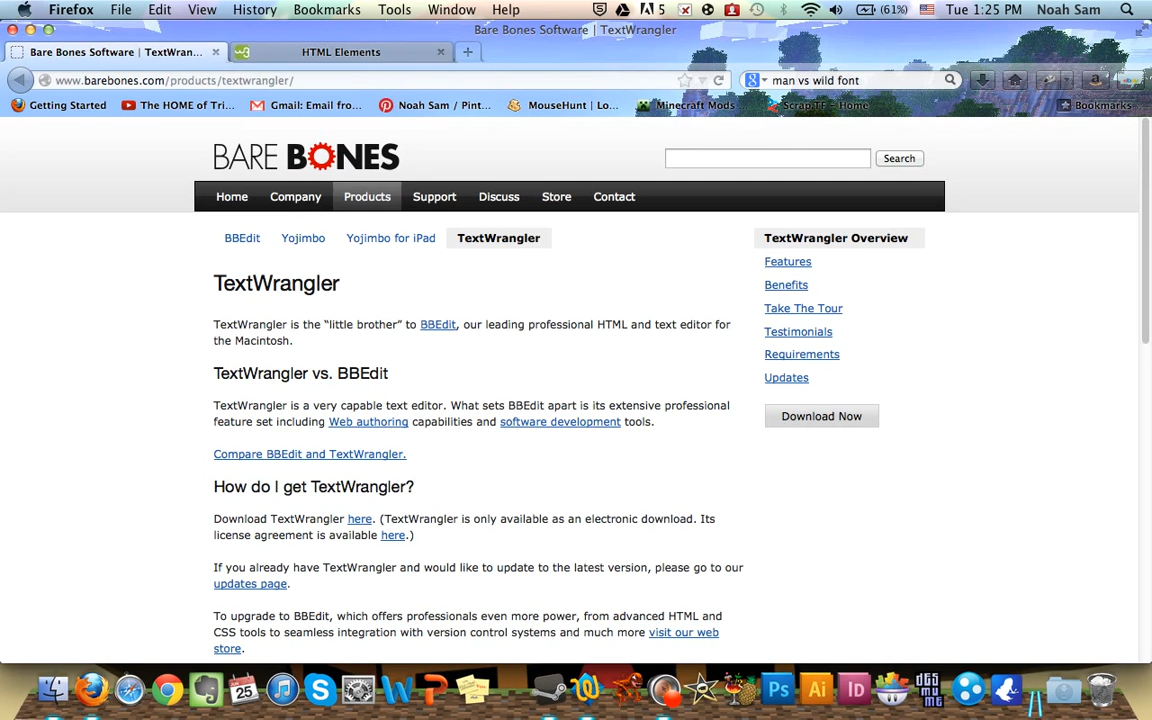 Firefox File Edit View History Bookmarks Tools Window Help 5 (61%) Tue 1:25 PM Noah Sam
Bare Bones Software | TextWrangler
Bare Bones Software | TextWran... HTML Elements
www.barebones.com/products/textwrangler/ man vs wild font
Getting Started The HOME of Tri... Gmail: Email fro... Noah Sam / Pint... MouseHunt | Lo... Minecraft Mods ... Scrap.TF - Home Bookmarks
BARE BONES Search
Home Company Products Support Discuss Store Contact
BBEdit Yojimbo Yojimbo for iPad TextWrangler
TextWrangler
TextWrangler is the “little brother” to BBEdit, our leading professional HTML and text editor for
the Macintosh.
TextWrangler vs. BBEdit
TextWrangler is a very capable text editor. What sets BBEdit apart is its extensive professional
feature set including Web authoring capabilities and software development tools.
Compare BBEdit and TextWrangler.
How do I get TextWrangler?
Download TextWrangler here. (TextWrangler is only available as an electronic download. Its
license agreement is available here.)
If you already have TextWrangler and would like to update to the latest version, please go to our
updates page.
To upgrade to BBEdit, which offers professionals even more power, from advanced HTML and
CSS tools to seamless integration with version control systems and much more visit our web
store.
TextWrangler Overview
Features
Benefits
Take The Tour
Testimonials
Requirements
Updates
Download Now
25 Ps Ai Id DESMUME